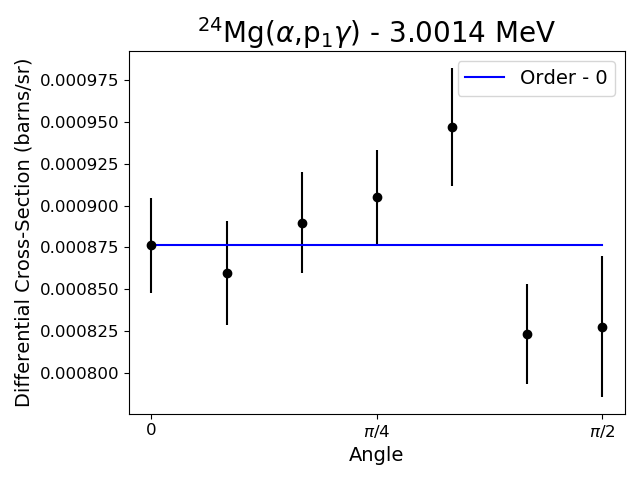 ²⁴Mg(α,p₁γ) - 3.0014 MeV
Order - 0
Differential Cross-Section (barns/sr)
0.000975
0.000950
0.000925
0.000900
0.000875
0.000850
0.000825
0.000800
0 π/4 π/2
Angle